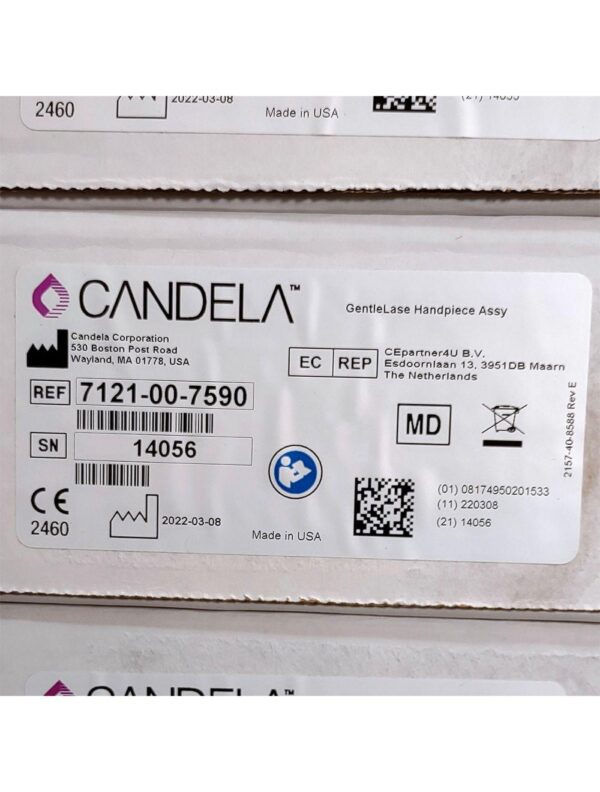 2460
2022-03-08
Made in USA
CANDELA™
GentleLase Handpiece Assy
Candela Corporation
530 Boston Post Road
Wayland, MA 01778, USA
EC REP
CEpartner4U B.V.
Esdoornlaan 13, 3951DB Maarn
The Netherlands
REF 7121-00-7590
SN 14056
MD
2157-40-8588 Rev E
CE
2460
2022-03-08
Made in USA
(01) 08174950201533
(11) 220308
(21) 14056
CANDELA™